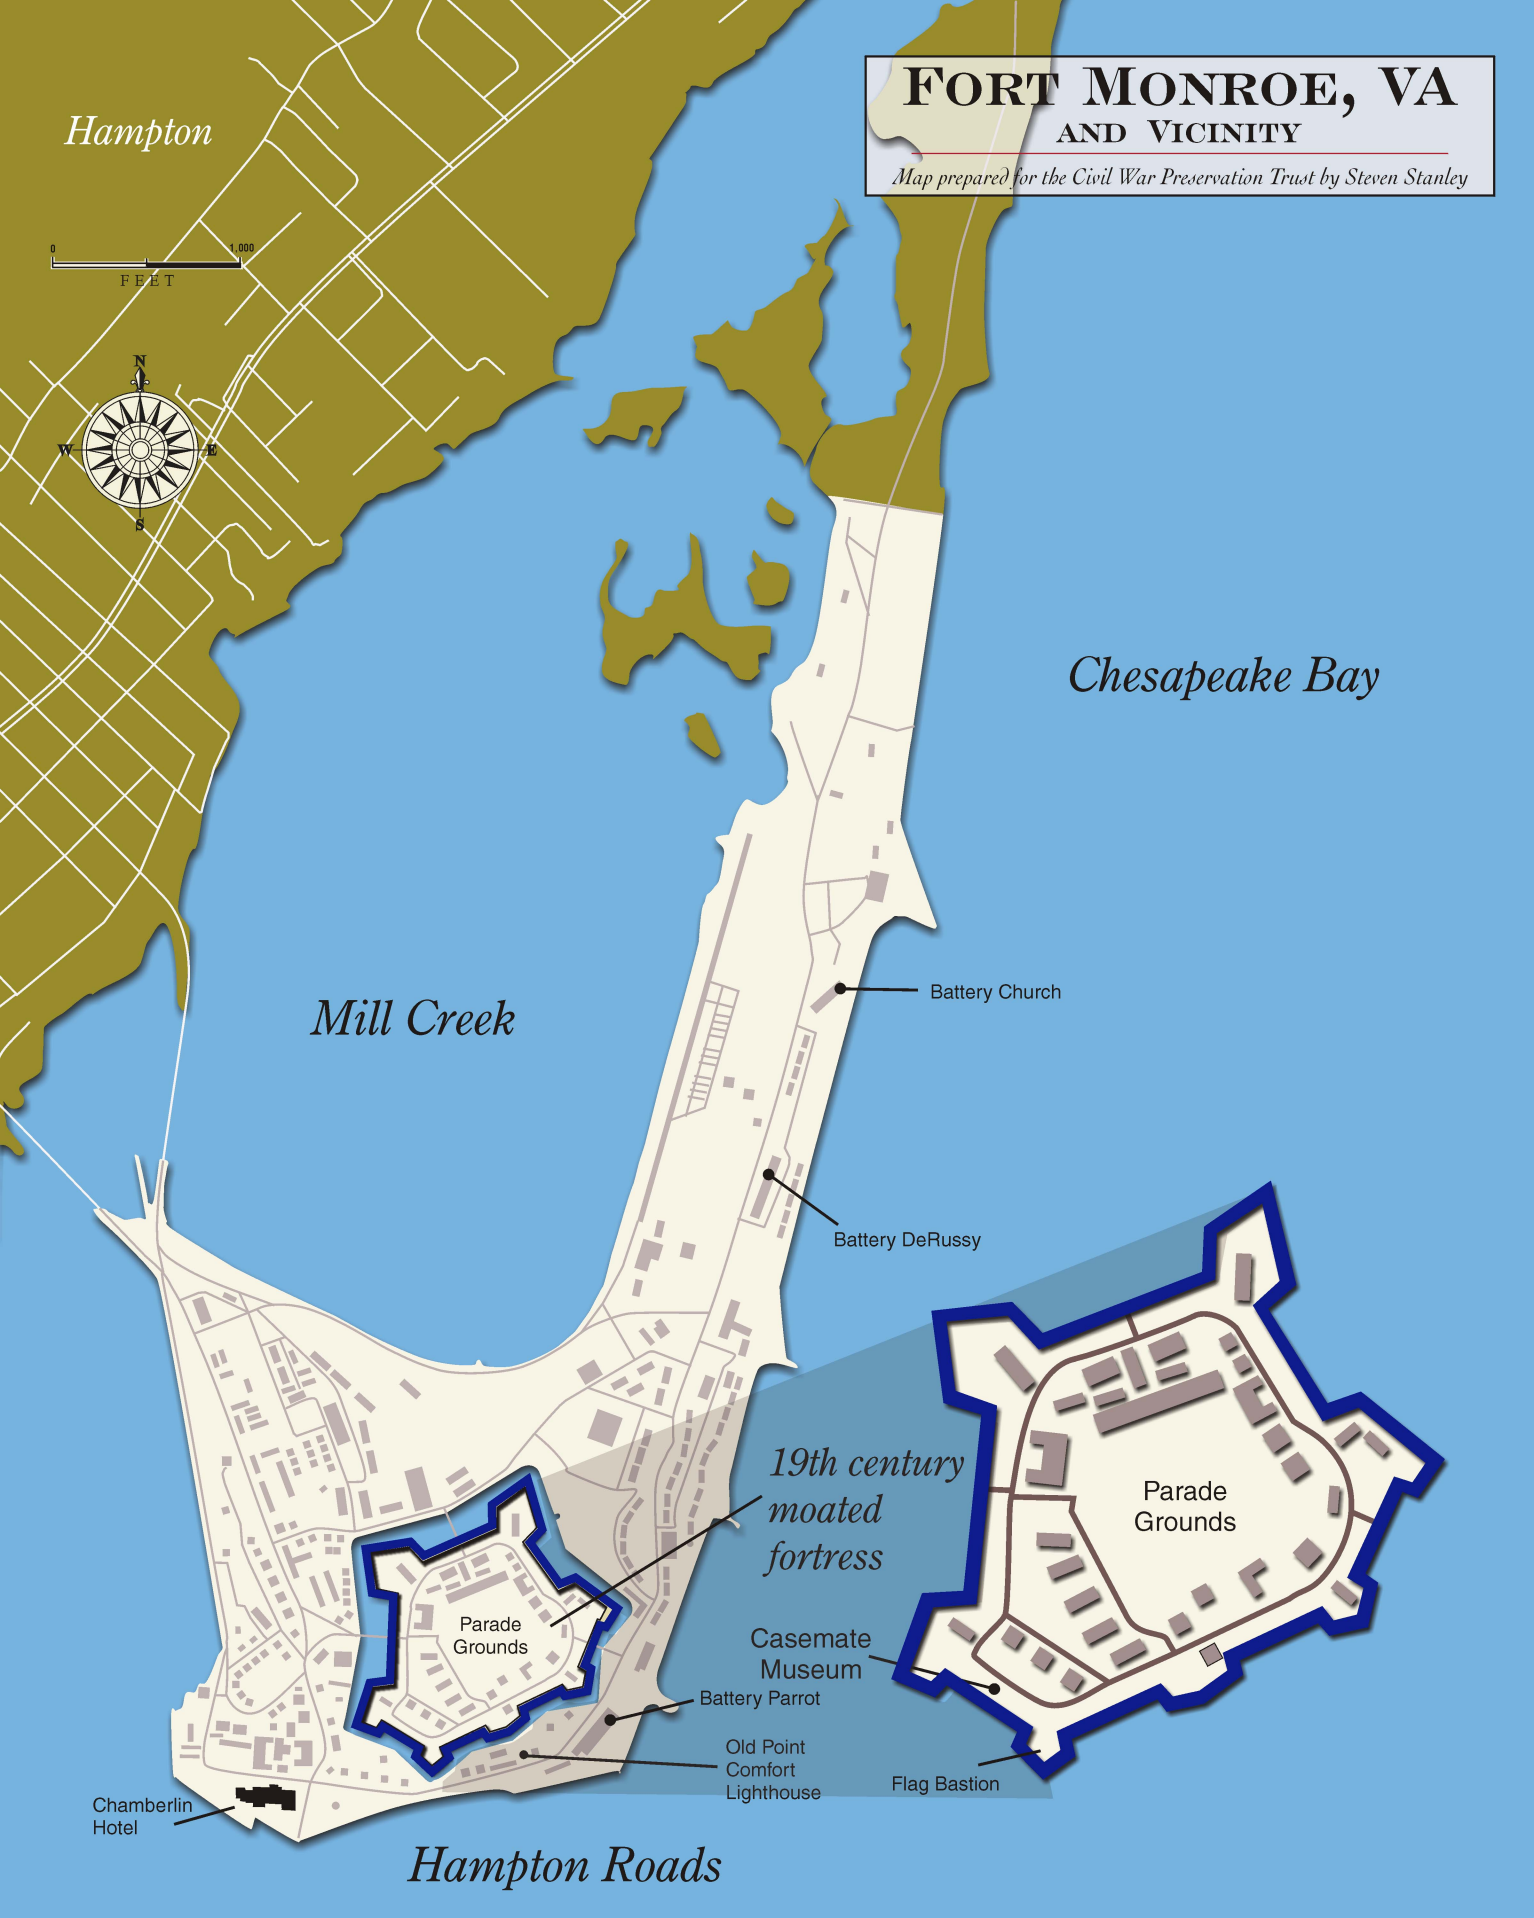 FORT MONROE, VA
AND VICINITY
Map prepared for the Civil War Preservation Trust by Steven Stanley
Hampton
0 1,000
FEET
N
W E
S
Chesapeake Bay
Mill Creek
Battery Church
Battery DeRussy
19th century
moated
fortress
Parade
Grounds
Parade
Grounds
Casemate
Museum
Battery Parrot
Old Point
Comfort
Lighthouse
Flag Bastion
Chamberlin
Hotel
Hampton Roads